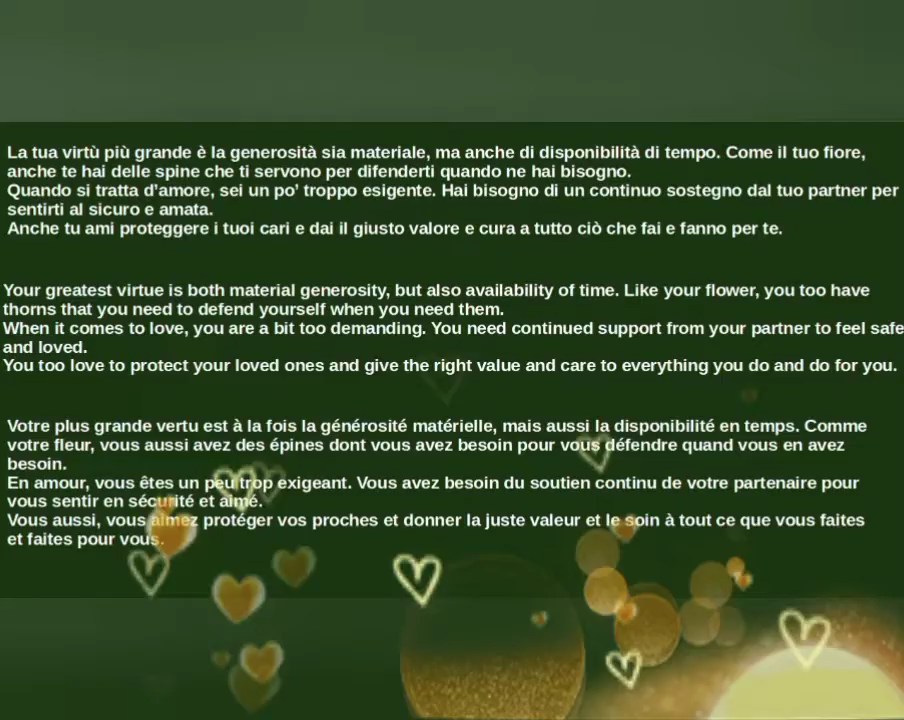 La tua virtù più grande è la generosità sia materiale, ma anche di disponibilità di tempo. Come il tuo fiore,
anche te hai delle spine che ti servono per difenderti quando ne hai bisogno.
Quando si tratta d’amore, sei un po’ troppo esigente. Hai bisogno di un continuo sostegno dal tuo partner per
sentirti al sicuro e amata.
Anche tu ami proteggere i tuoi cari e dai il giusto valore e cura a tutto ciò che fai e fanno per te.
Your greatest virtue is both material generosity, but also availability of time. Like your flower, you too have
thorns that you need to defend yourself when you need them.
When it comes to love, you are a bit too demanding. You need continued support from your partner to feel safe
and loved.
You too love to protect your loved ones and give the right value and care to everything you do and do for you.
Votre plus grande vertu est à la fois la générosité matérielle, mais aussi la disponibilité en temps. Comme
votre fleur, vous aussi avez des épines dont vous avez besoin pour vous défendre quand vous en avez
besoin.
En amour, vous êtes un peu trop exigeant. Vous avez besoin du soutien continu de votre partenaire pour
vous sentir en sécurité et aimé.
Vous aussi, vous aimez protéger vos proches et donner la juste valeur et le soin à tout ce que vous faites
et faites pour vous.